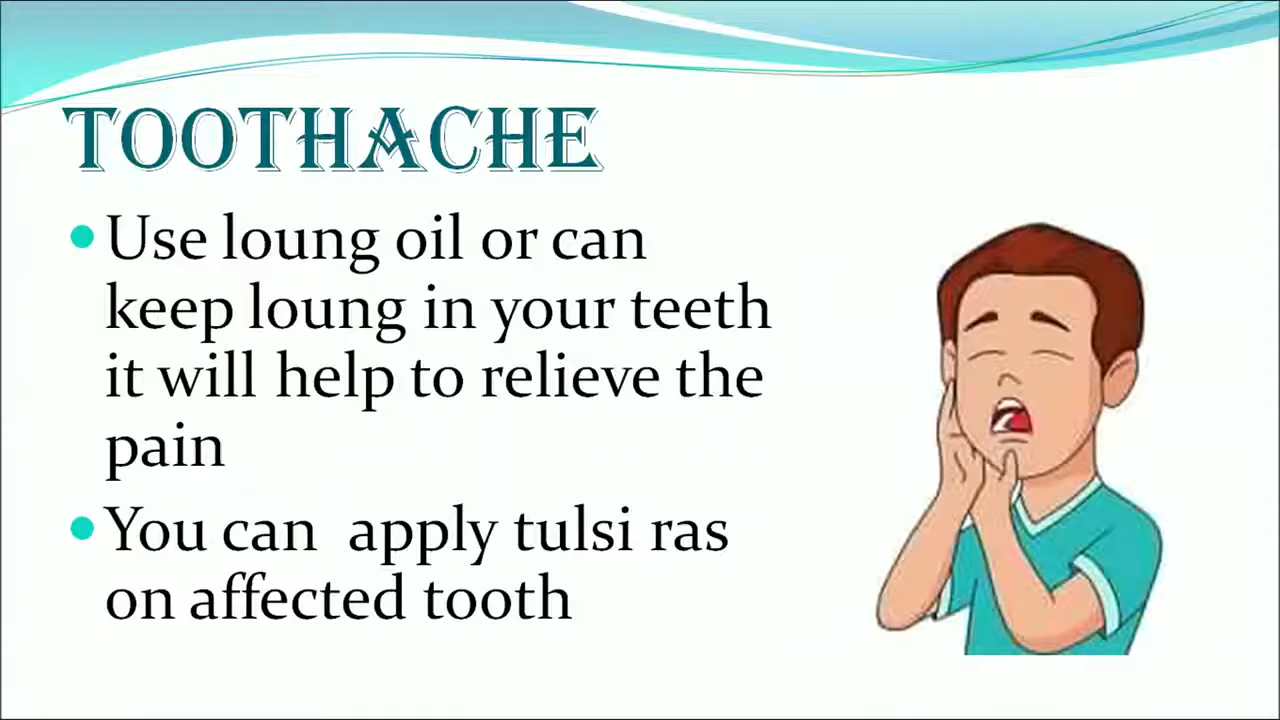 TOOTHACHE
Use loung oil or can
keep loung in your teeth
it will help to relieve the
pain
You can  apply tulsi ras
on affected tooth